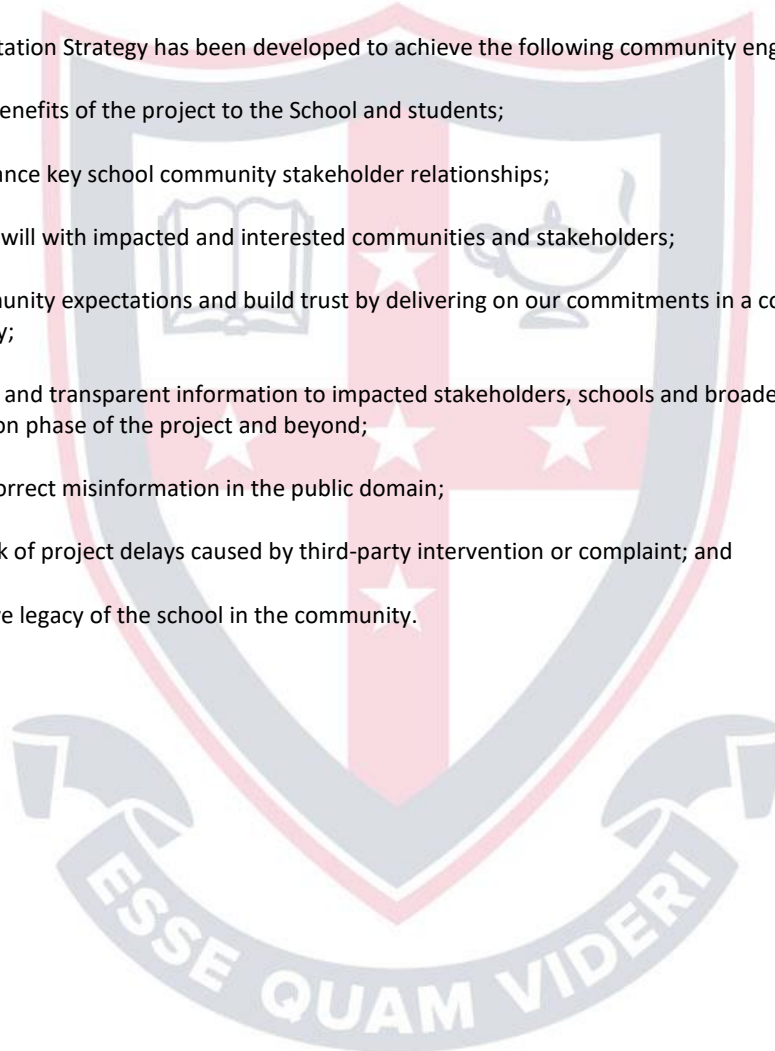 tation Strategy has been developed to achieve the following community eng
enefits of the project to the School and students;
ance key school community stakeholder relationships;
will with impacted and interested communities and stakeholders;
unity expectations and build trust by delivering on our commitments in a co
y;
and transparent information to impacted stakeholders, schools and broade
on phase of the project and beyond;
orrect misinformation in the public domain;
k of project delays caused by third-party intervention or complaint; and
e legacy of the school in the community.
ESSE QUAM VIDERI